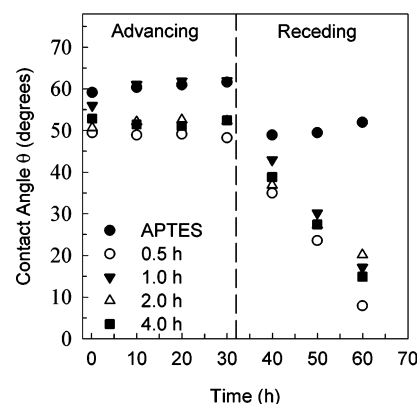 Advancing
Receding
Contact Angle θ (degrees)
70
60
50
40
30
20
10
0
APTES
0.5 h
1.0 h
2.0 h
4.0 h
0 10 20 30 40 50 60 70
Time (h)